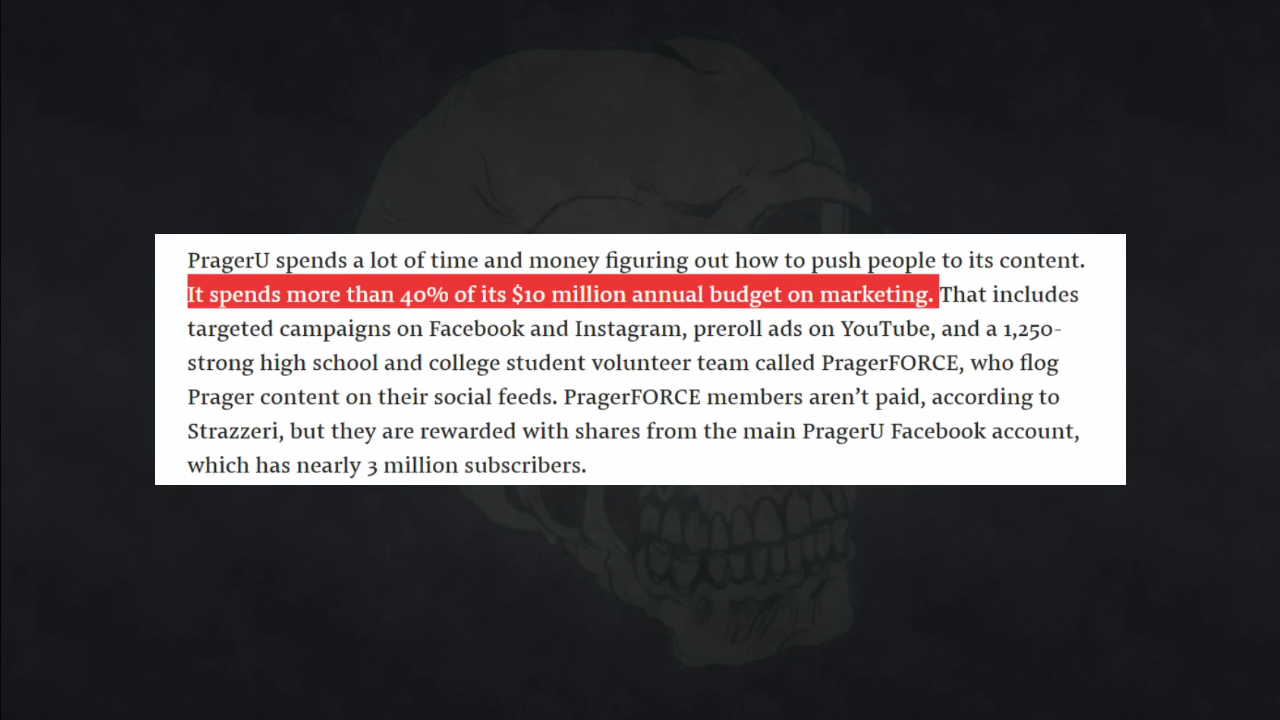 PragerU spends a lot of time and money figuring out how to push people to its content.
It spends more than 40% of its $10 million annual budget on marketing. That includes
targeted campaigns on Facebook and Instagram, preroll ads on YouTube, and a 1,250-
strong high school and college student volunteer team called PragerFORCE, who flog
Prager content on their social feeds. PragerFORCE members aren’t paid, according to
Strazzeri, but they are rewarded with shares from the main PragerU Facebook account,
which has nearly 3 million subscribers.